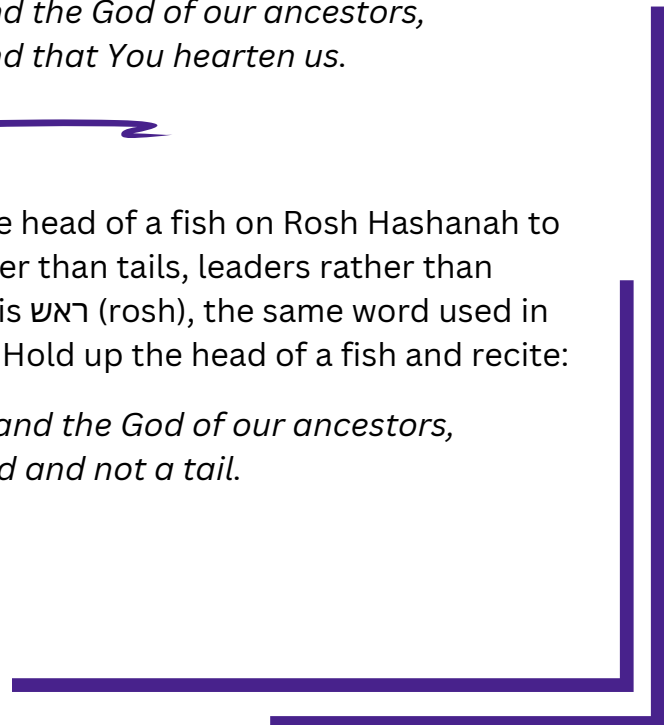 nd the God of our ancestors,
nd that You hearten us.
e head of a fish on Rosh Hashanah to
er than tails, leaders rather than
is ראש (rosh), the same word used in
Hold up the head of a fish and recite:
and the God of our ancestors,
d and not a tail.